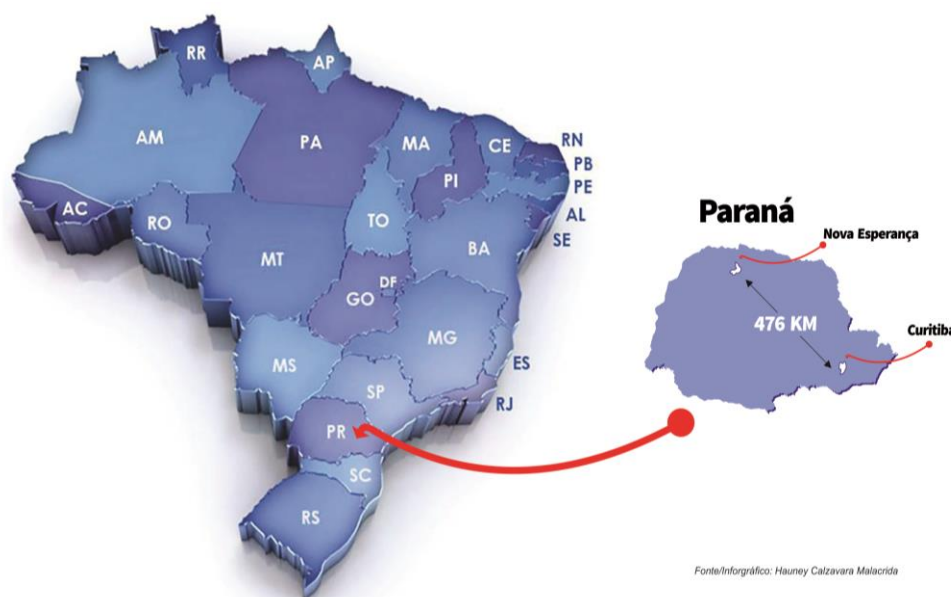 RR
AP
AM
PA
MA
CE
RN
PB
PE
PI
AC
RO
TO
AL
SE
BA
MT
DF
GO
MG
MS
ES
SP
RJ
PR
SC
RS
Paraná
Nova Esperança
476 KM
Curitiba
Fonte/Inforgráfico: Hauney Calzavara Malacrida